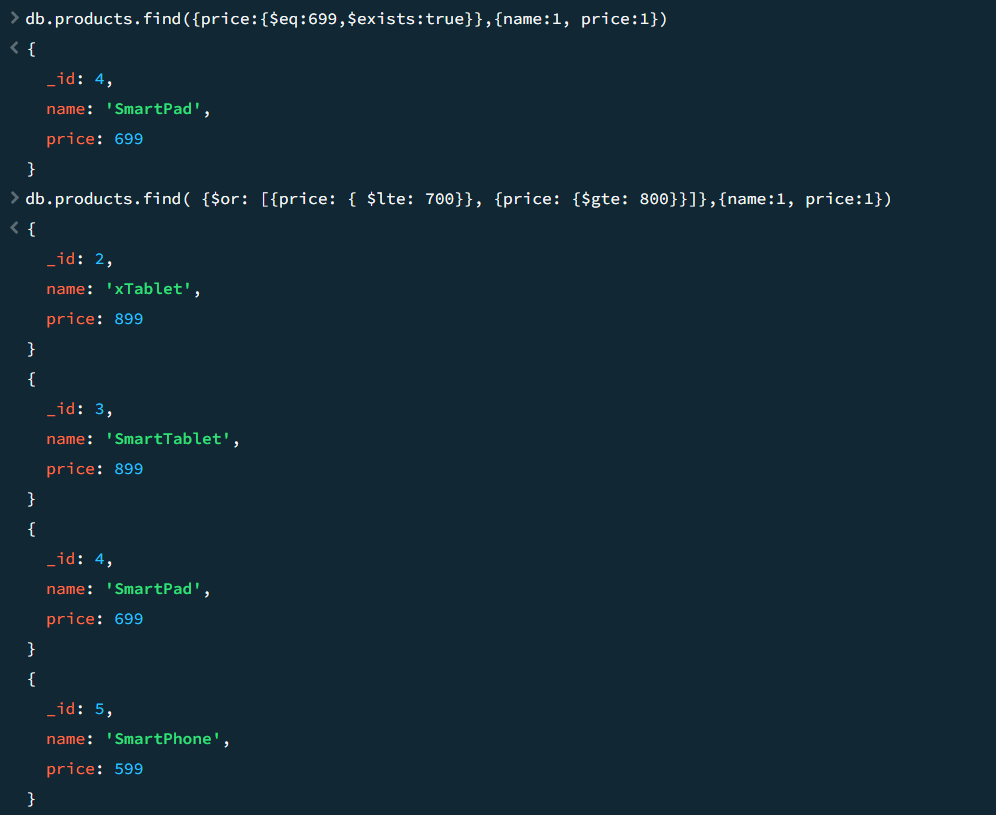 > db.products.find({price:{$eq:699,$exists:true}},{name:1, price:1})
< {
_id: 4,
name: 'SmartPad',
price: 699
}
> db.products.find( {$or: [{price: { $lte: 700}}, {price: {$gte: 800}}]},{name:1, price:1})
< {
_id: 2,
name: 'xTablet',
price: 899
}
{
_id: 3,
name: 'SmartTablet',
price: 899
}
{
_id: 4,
name: 'SmartPad',
price: 699
}
{
_id: 5,
name: 'SmartPhone',
price: 599
}